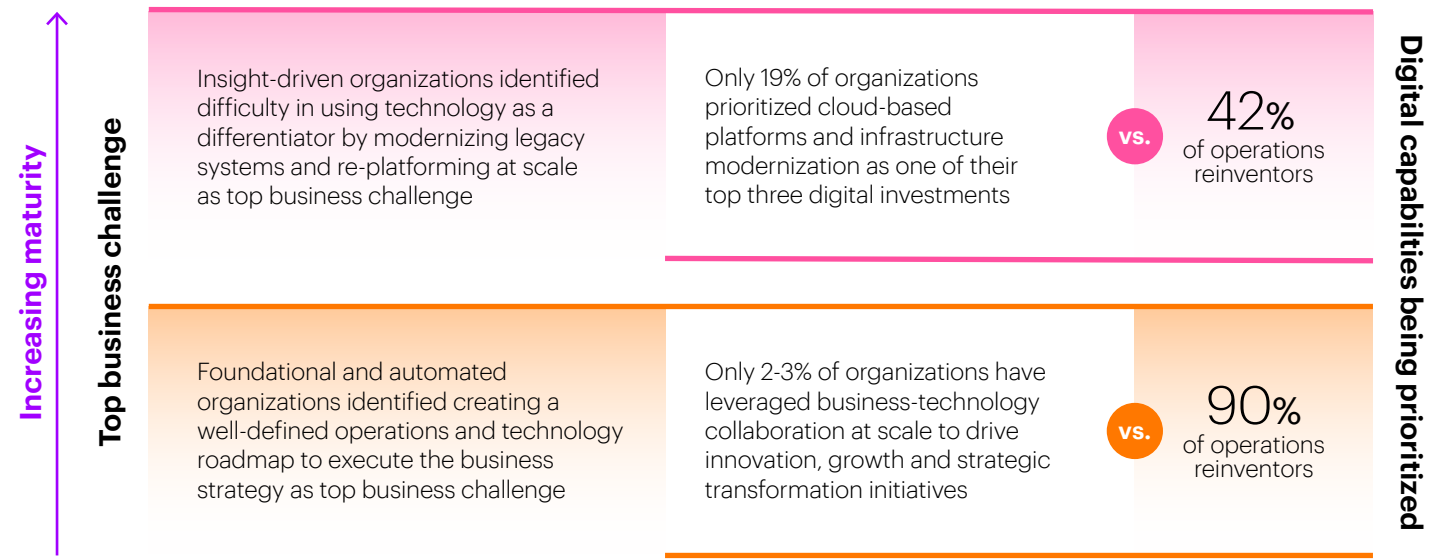 Increasing maturity
Top business challenge
Insight-driven organizations identified
difficulty in using technology as a
differentiator by modernizing legacy
systems and re-platforming at scale
as top business challenge
Only 19% of organizations
prioritized cloud-based
platforms and infrastructure
modernization as one of their
top three digital investments
vs.
42%
of operations
reinventors
Foundational and automated
organizations identified creating a
well-defined operations and technology
roadmap to execute the business
strategy as top business challenge
Only 2-3% of organizations have
leveraged business-technology
collaboration at scale to drive
innovation, growth and strategic
transformation initiatives
vs.
90%
of operations
reinventors
Digital capabilties being prioritized